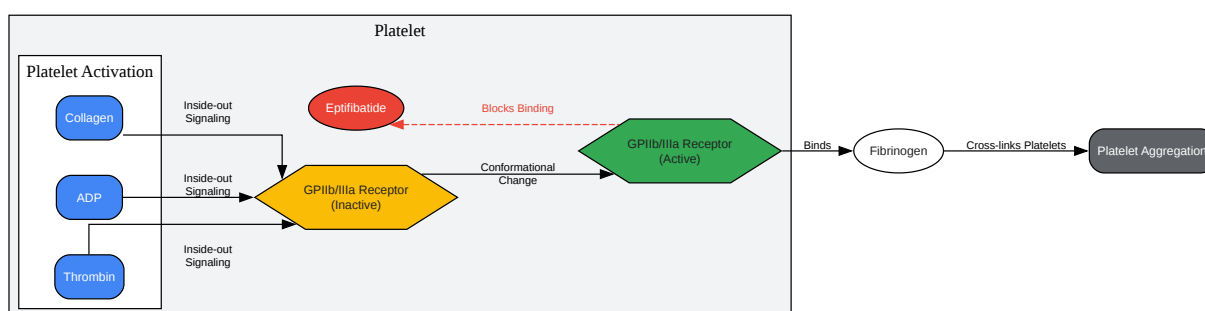 Platelet
Platelet Activation
Collagen
ADP
Thrombin
Inside-out
Signaling
Inside-out
Signaling
Inside-out
Signaling
Eptifibatide
Blocks Binding
GPIIb/IIIa Receptor
(Inactive)
Conformational
Change
GPIIb/IIIa Receptor
(Active)
Binds
Fibrinogen
Cross-links Platelets
Platelet Aggregation